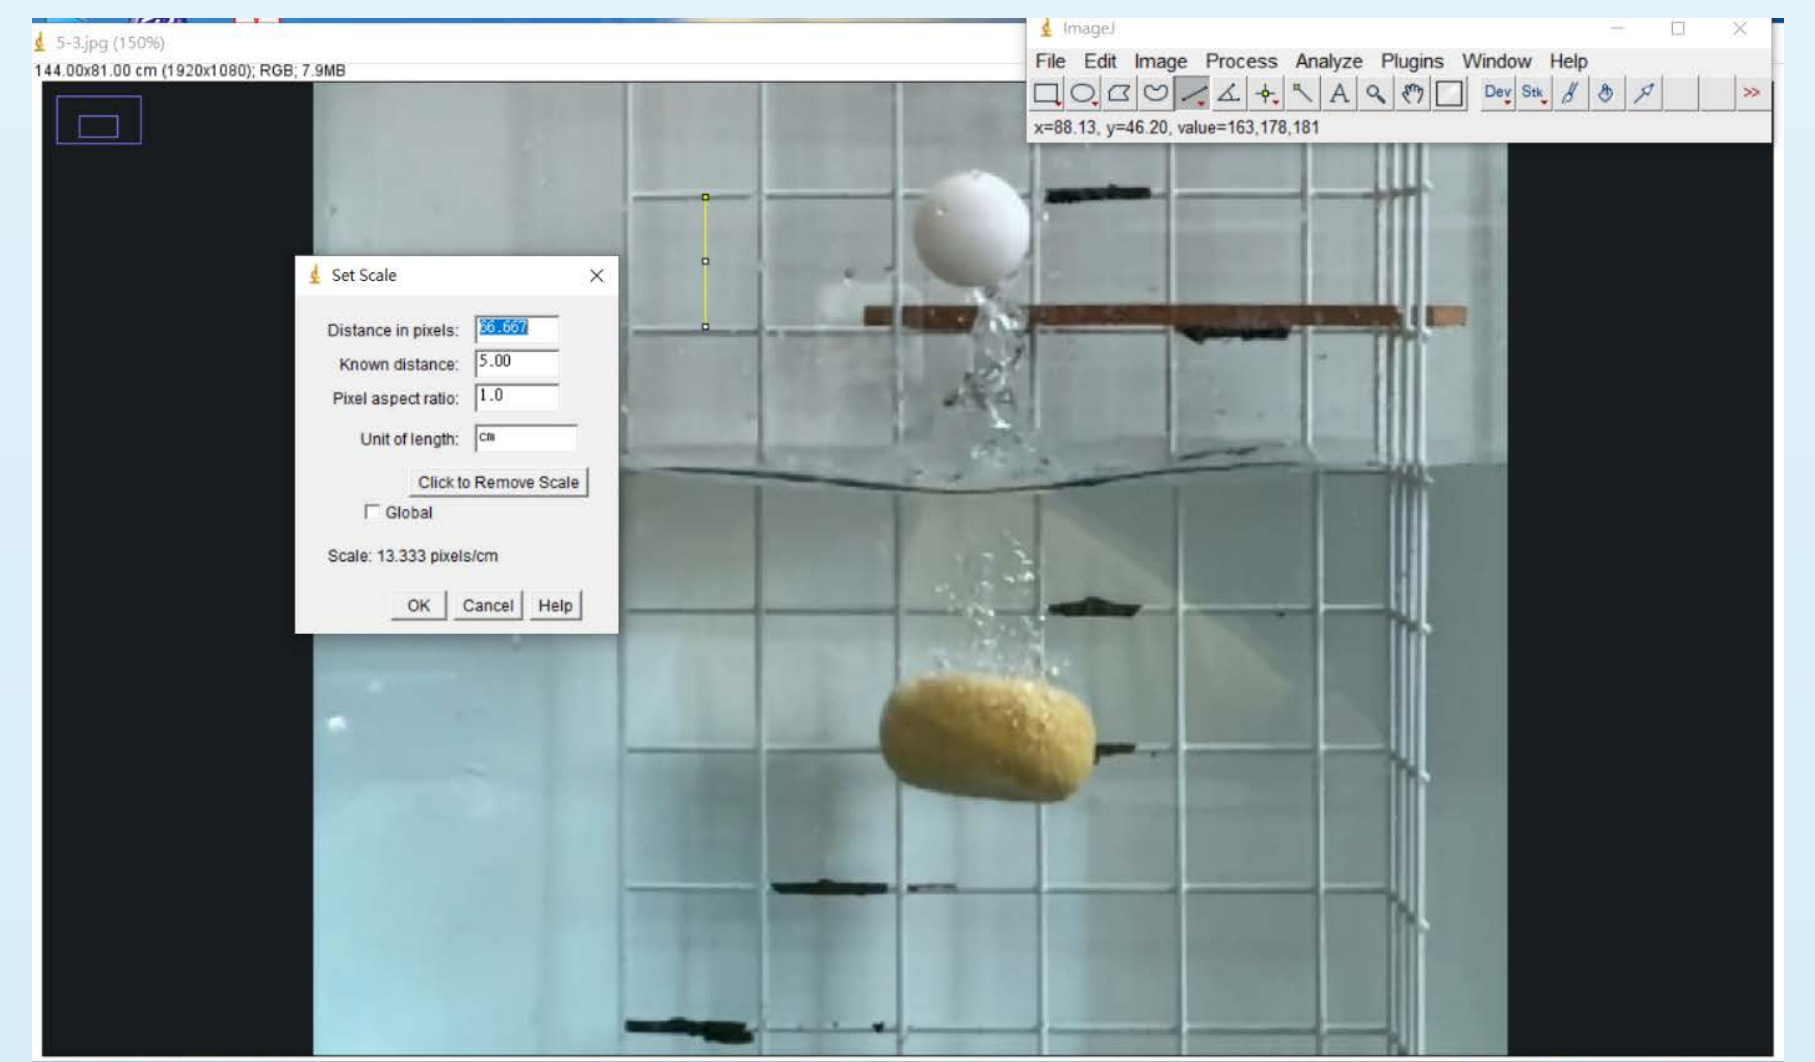 5-3.jpg (150%)
144.00x81.00 cm (1920x1080); RGB; 7.9MB
ImageJ
File Edit Image Process Analyze Plugins Window Help
A Dev Stk >>
x=88.13, y=46.20, value=163,178,181
Set Scale
Distance in pixels: 66.667
Known distance: 5.00
Pixel aspect ratio: 1.0
Unit of length: cm
Click to Remove Scale
Global
Scale: 13.333 pixels/cm
OK Cancel Help